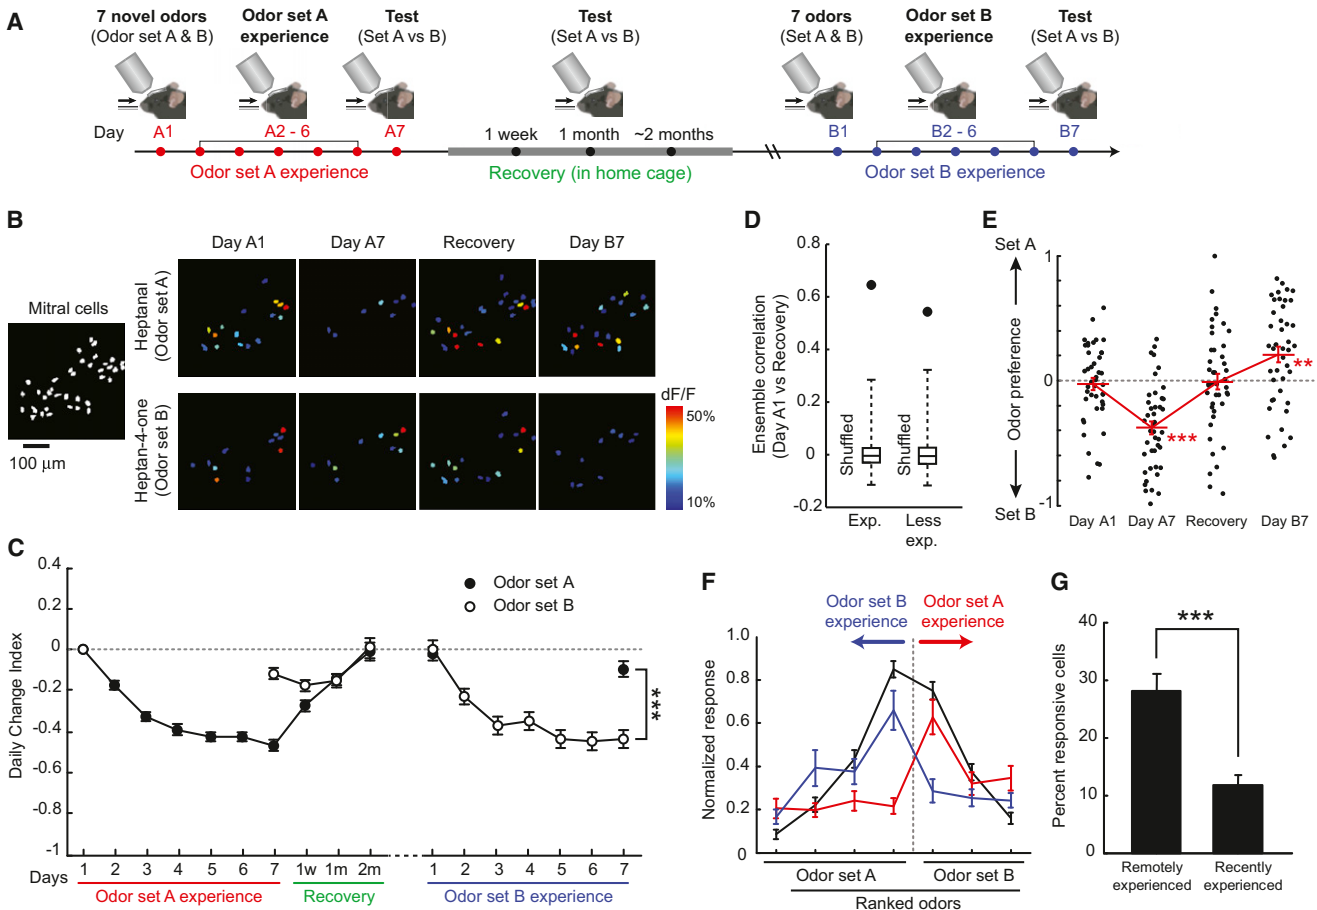 A
7 novel odors
(Odor set A & B)
Odor set A
experience
Test
(Set A vs B)
Test
(Set A vs B)
7 odors
(Set A & B)
Odor set B
experience
Test
(Set A vs B)
Day
A1
A2 - 6
A7
1 week
1 month
~2 months
B1
B2 - 6
B7
Odor set A experience
Recovery (in home cage)
Odor set B experience
B
Mitral cells
100 µm
Day A1
Day A7
Recovery
Day B7
Heptanal
(Odor set A)
Heptan-4-one
(Odor set B)
dF/F
50%
10%
C
Daily Change Index
0.4
0.2
0
-0.2
-0.4
-0.6
-0.8
-1
Odor set A
Odor set B
***
Days
1
2
3
4
5
6
7
1w
1m
2m
1
2
3
4
5
6
7
Odor set A experience
Recovery
Odor set B experience
D
Ensemble correlation
(Day A1 vs Recovery)
0.8
0.6
0.4
0.2
0
-0.2
Shuffled
Shuffled
Exp.
Less
exp.
E
Set A
Odor preference
Set B
1
0
-1
***
**
Day A1
Day A7
Recovery
Day B7
F
Odor set B
experience
Odor set A
experience
Normalized response
1.0
0.8
0.6
0.4
0.2
0
Odor set A
Odor set B
Ranked odors
G
Percent responsive cells
40
30
20
10
0
***
Remotely
experienced
Recently
experienced